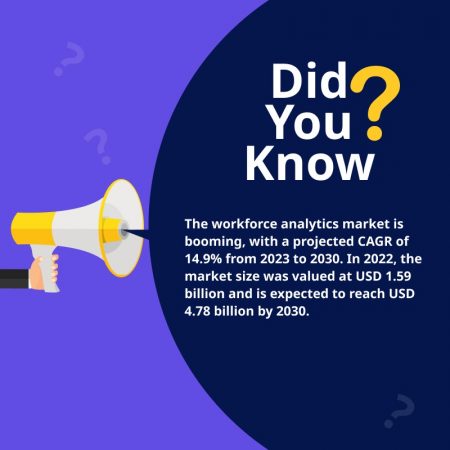 Did
You
Know
?
The workforce analytics market is
booming, with a projected CAGR of
14.9% from 2023 to 2030. In 2022, the
market size was valued at USD 1.59
billion and is expected to reach USD
4.78 billion by 2030.